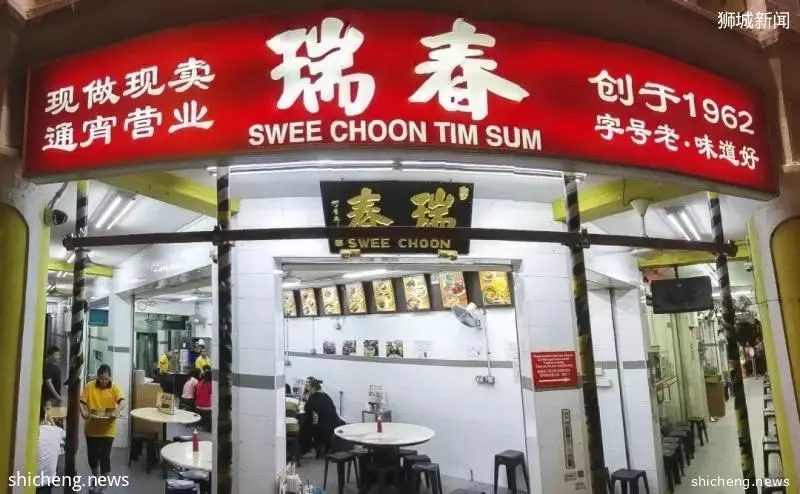 狮城新闻
现做现卖
通宵营业
瑞春
SWEE CHOON TIM SUM
创于1962
字号老·味道好
春瑞
SWEE CHOON
shicheng.news
shicheng.news